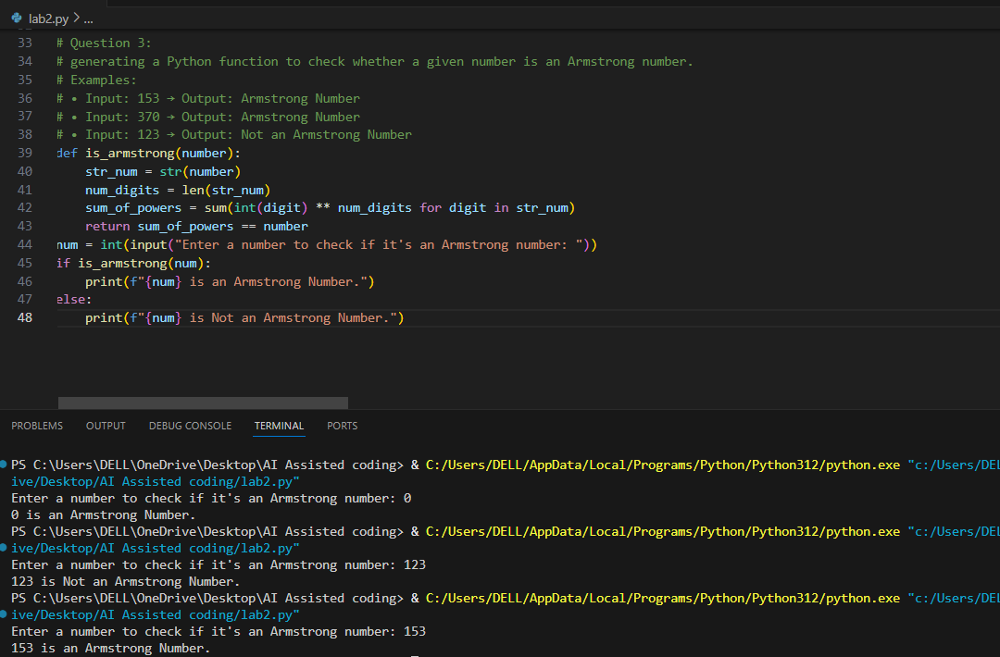 lab2.py > ...
33 # Question 3:
34 # generating a Python function to check whether a given number is an Armstrong number.
35 # Examples:
36 # • Input: 153 → Output: Armstrong Number
37 # • Input: 370 → Output: Armstrong Number
38 # • Input: 123 → Output: Not an Armstrong Number
39 def is_armstrong(number):
40     str_num = str(number)
41     num_digits = len(str_num)
42     sum_of_powers = sum(int(digit) ** num_digits for digit in str_num)
43     return sum_of_powers == number
44 num = int(input("Enter a number to check if it's an Armstrong number: "))
45 if is_armstrong(num):
46     print(f"{num} is an Armstrong Number.")
47 else:
48     print(f"{num} is Not an Armstrong Number.")
PROBLEMS OUTPUT DEBUG CONSOLE TERMINAL PORTS
PS C:\Users\DELL\OneDrive\Desktop\AI Assisted coding> & C:/Users/DELL/AppData/Local/Programs/Python/Python312/python.exe "c:/Users/DEL
ive/Desktop/AI Assisted coding/lab2.py"
Enter a number to check if it's an Armstrong number: 0
0 is an Armstrong Number.
PS C:\Users\DELL\OneDrive\Desktop\AI Assisted coding> & C:/Users/DELL/AppData/Local/Programs/Python/Python312/python.exe "c:/Users/DEL
ive/Desktop/AI Assisted coding/lab2.py"
Enter a number to check if it's an Armstrong number: 123
123 is Not an Armstrong Number.
PS C:\Users\DELL\OneDrive\Desktop\AI Assisted coding> & C:/Users/DELL/AppData/Local/Programs/Python/Python312/python.exe "c:/Users/DEL
ive/Desktop/AI Assisted coding/lab2.py"
Enter a number to check if it's an Armstrong number: 153
153 is an Armstrong Number.